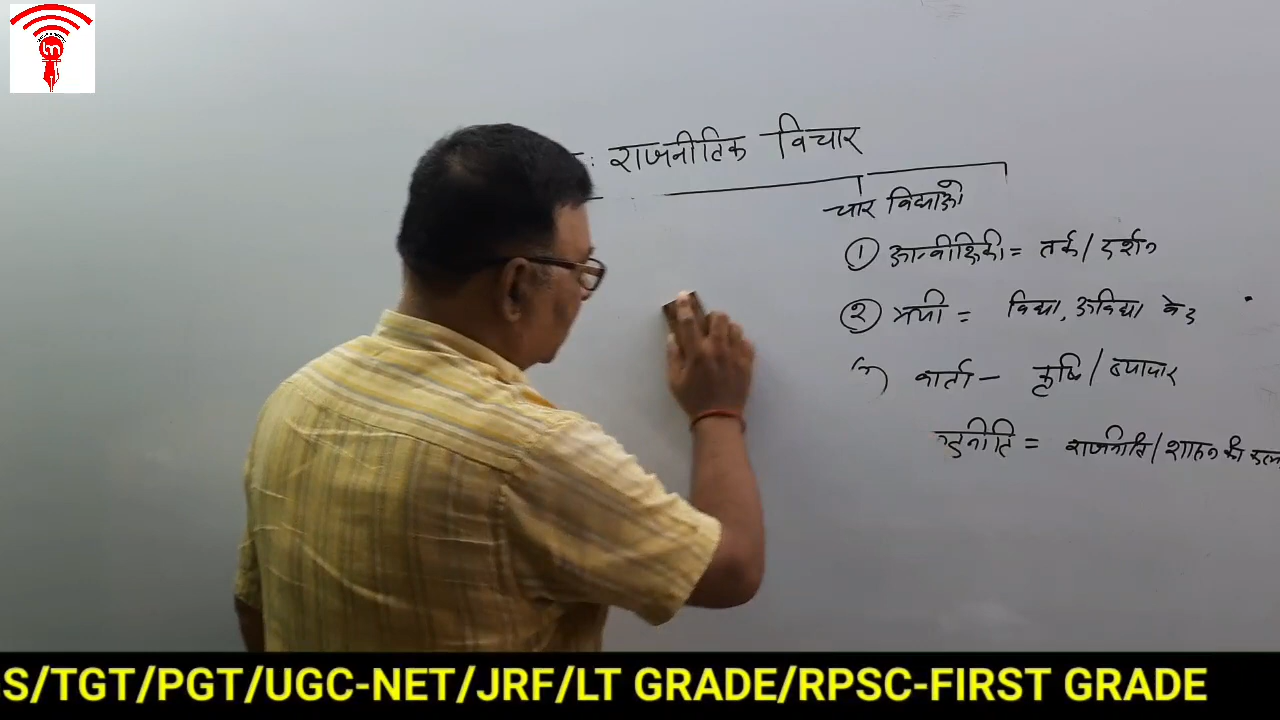 : राजनीतिक विचार
चार विद्याओ
① आन्वीक्षिकी = तर्क / दर्शन
② त्रयी = विद्या, अविद्या वेद
वार्ता – कृषि / व्यापार
दण्डनीति = राजनीति / शासन की कला
S/TGT/PGT/UGC-NET/JRF/LT GRADE/RPSC-FIRST GRADE